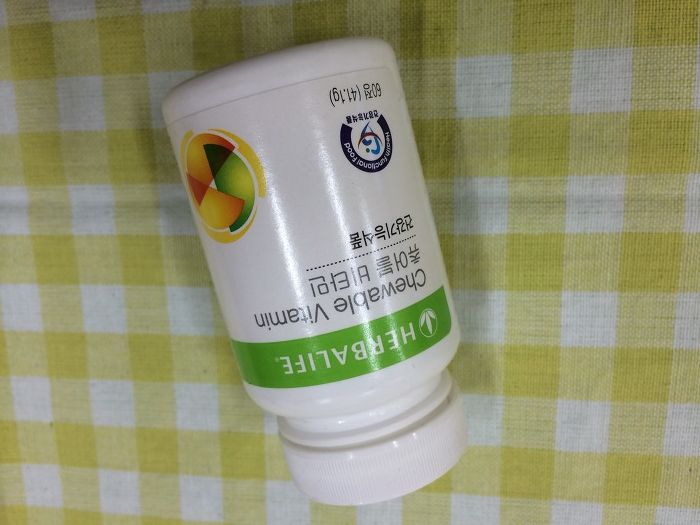 HERBALIFE®
Chewable Vitamin
츄어블 비타민
건강기능식품
Health Functional Food
건강기능식품
60정 (41.1g)